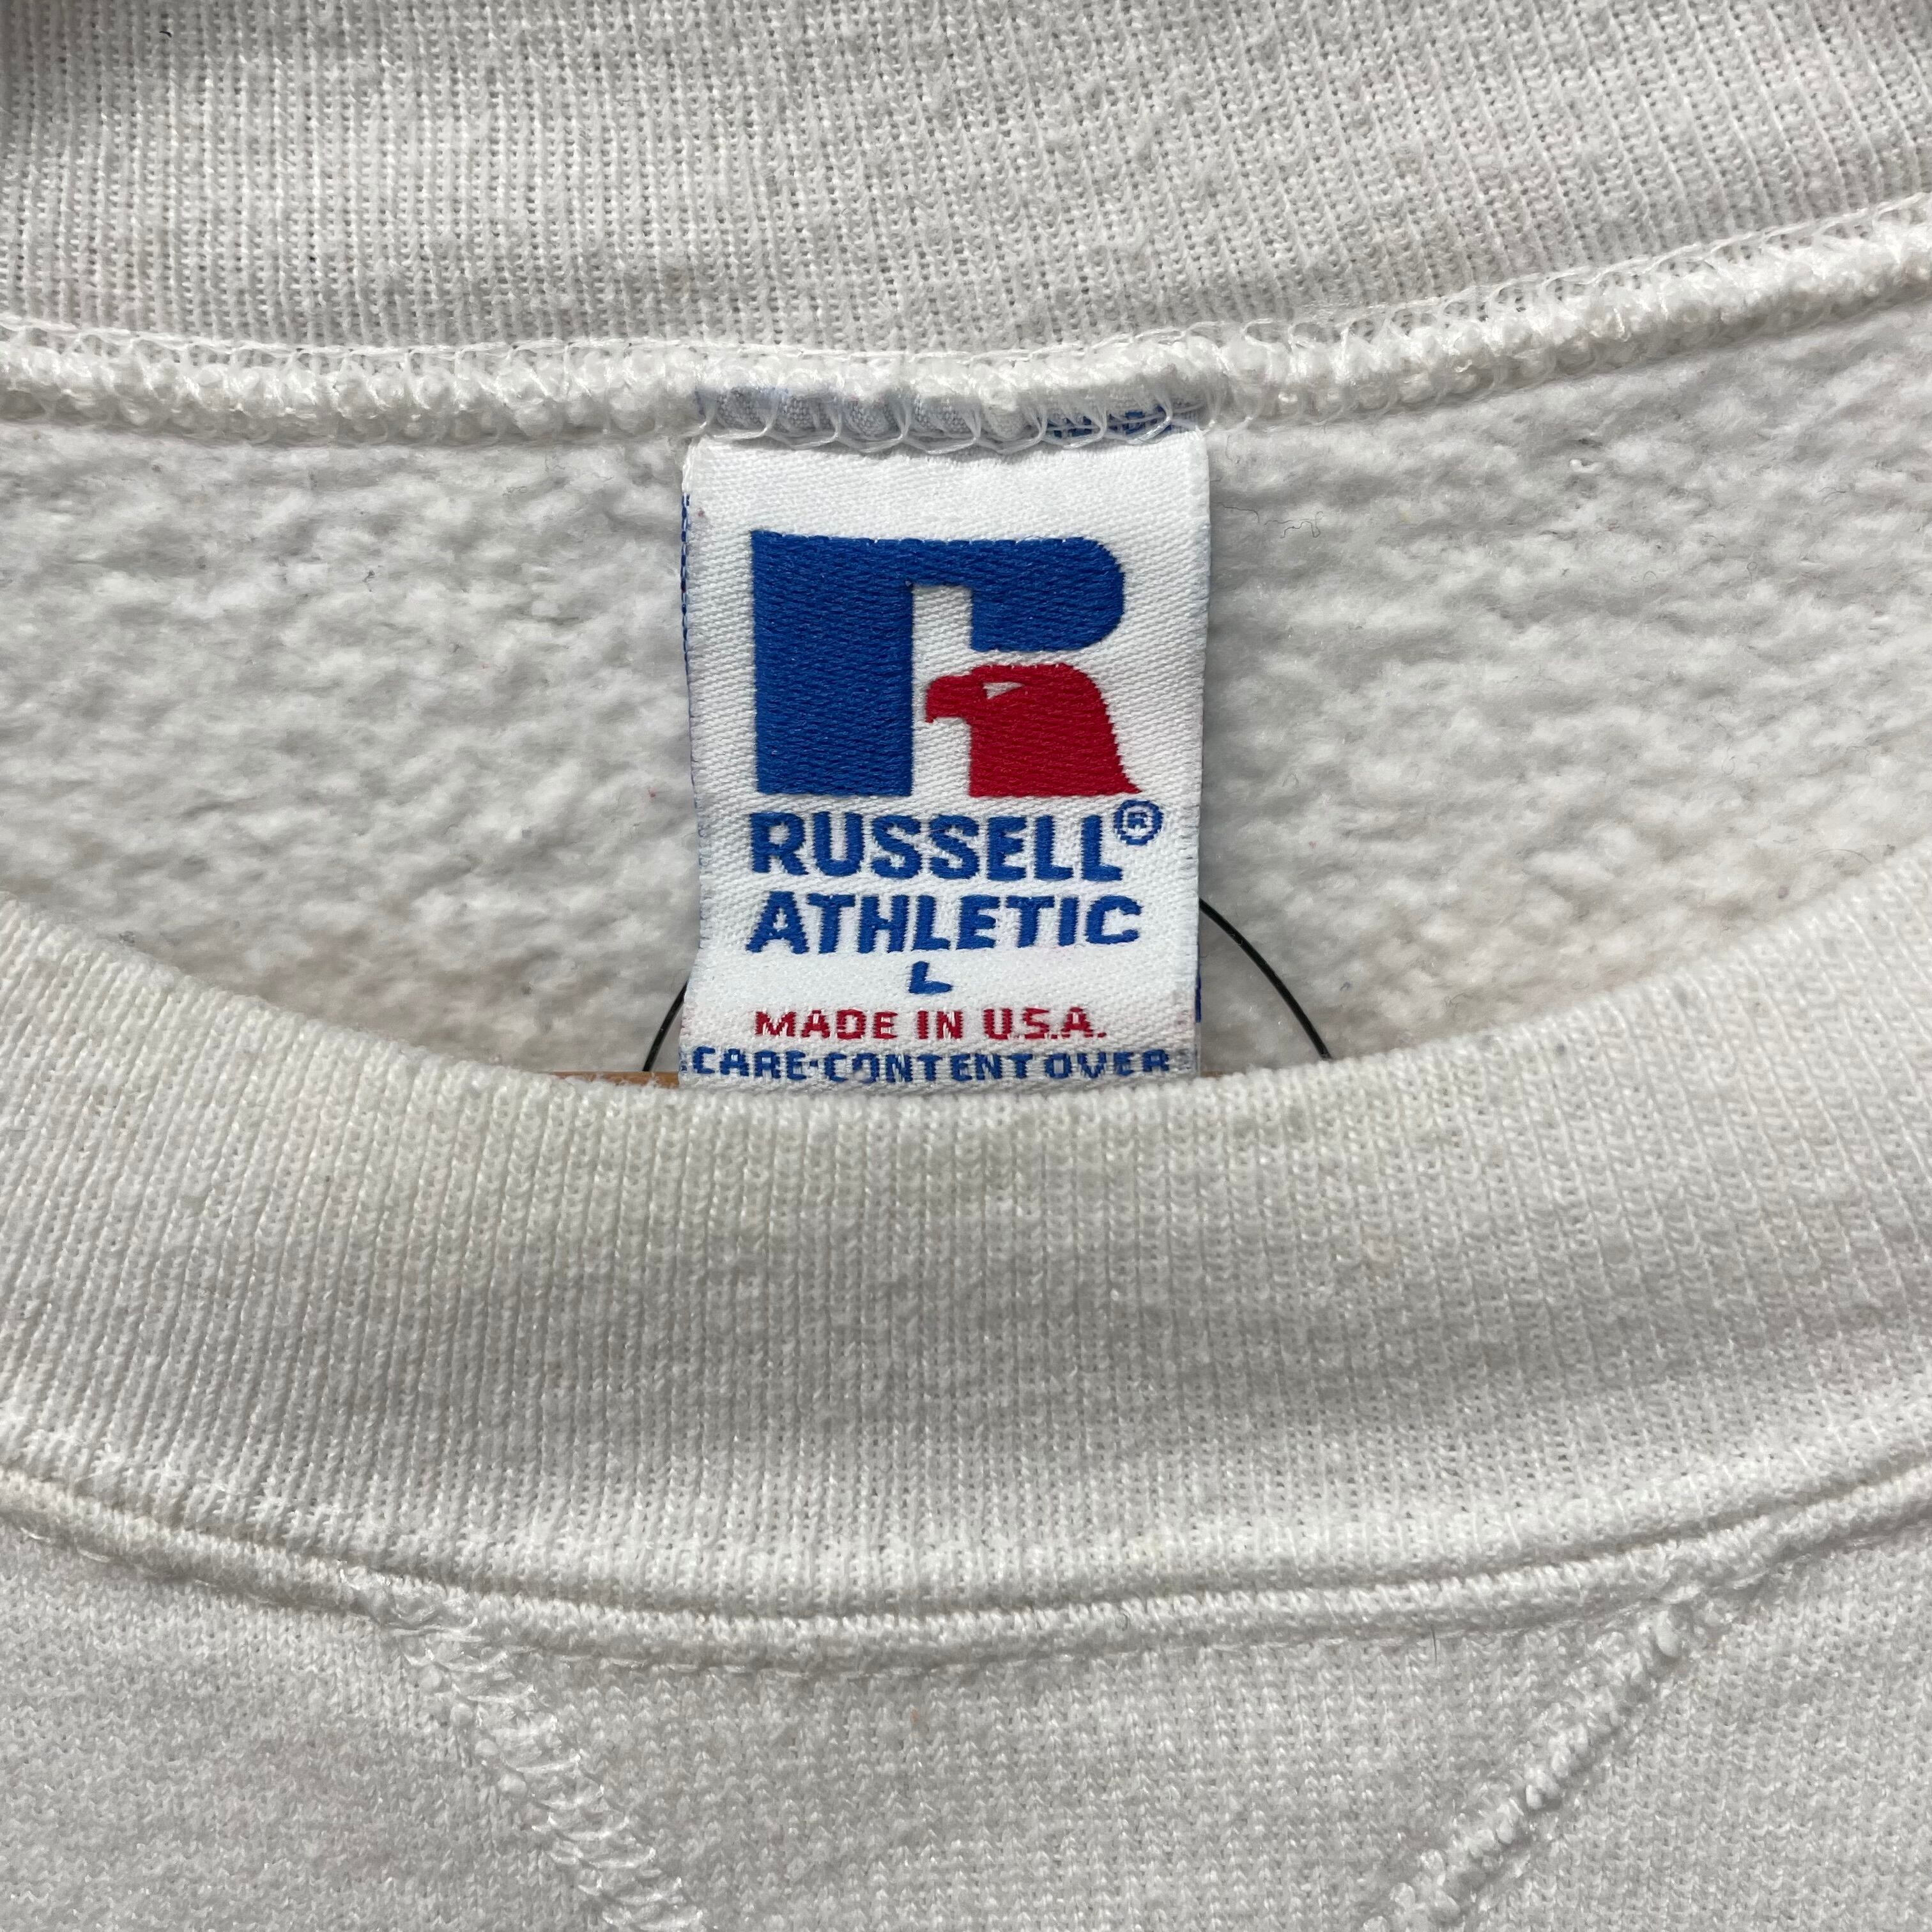 RUSSELL®
ATHLETIC
L
MADE IN U.S.A.
CARE·CONTENT OVER